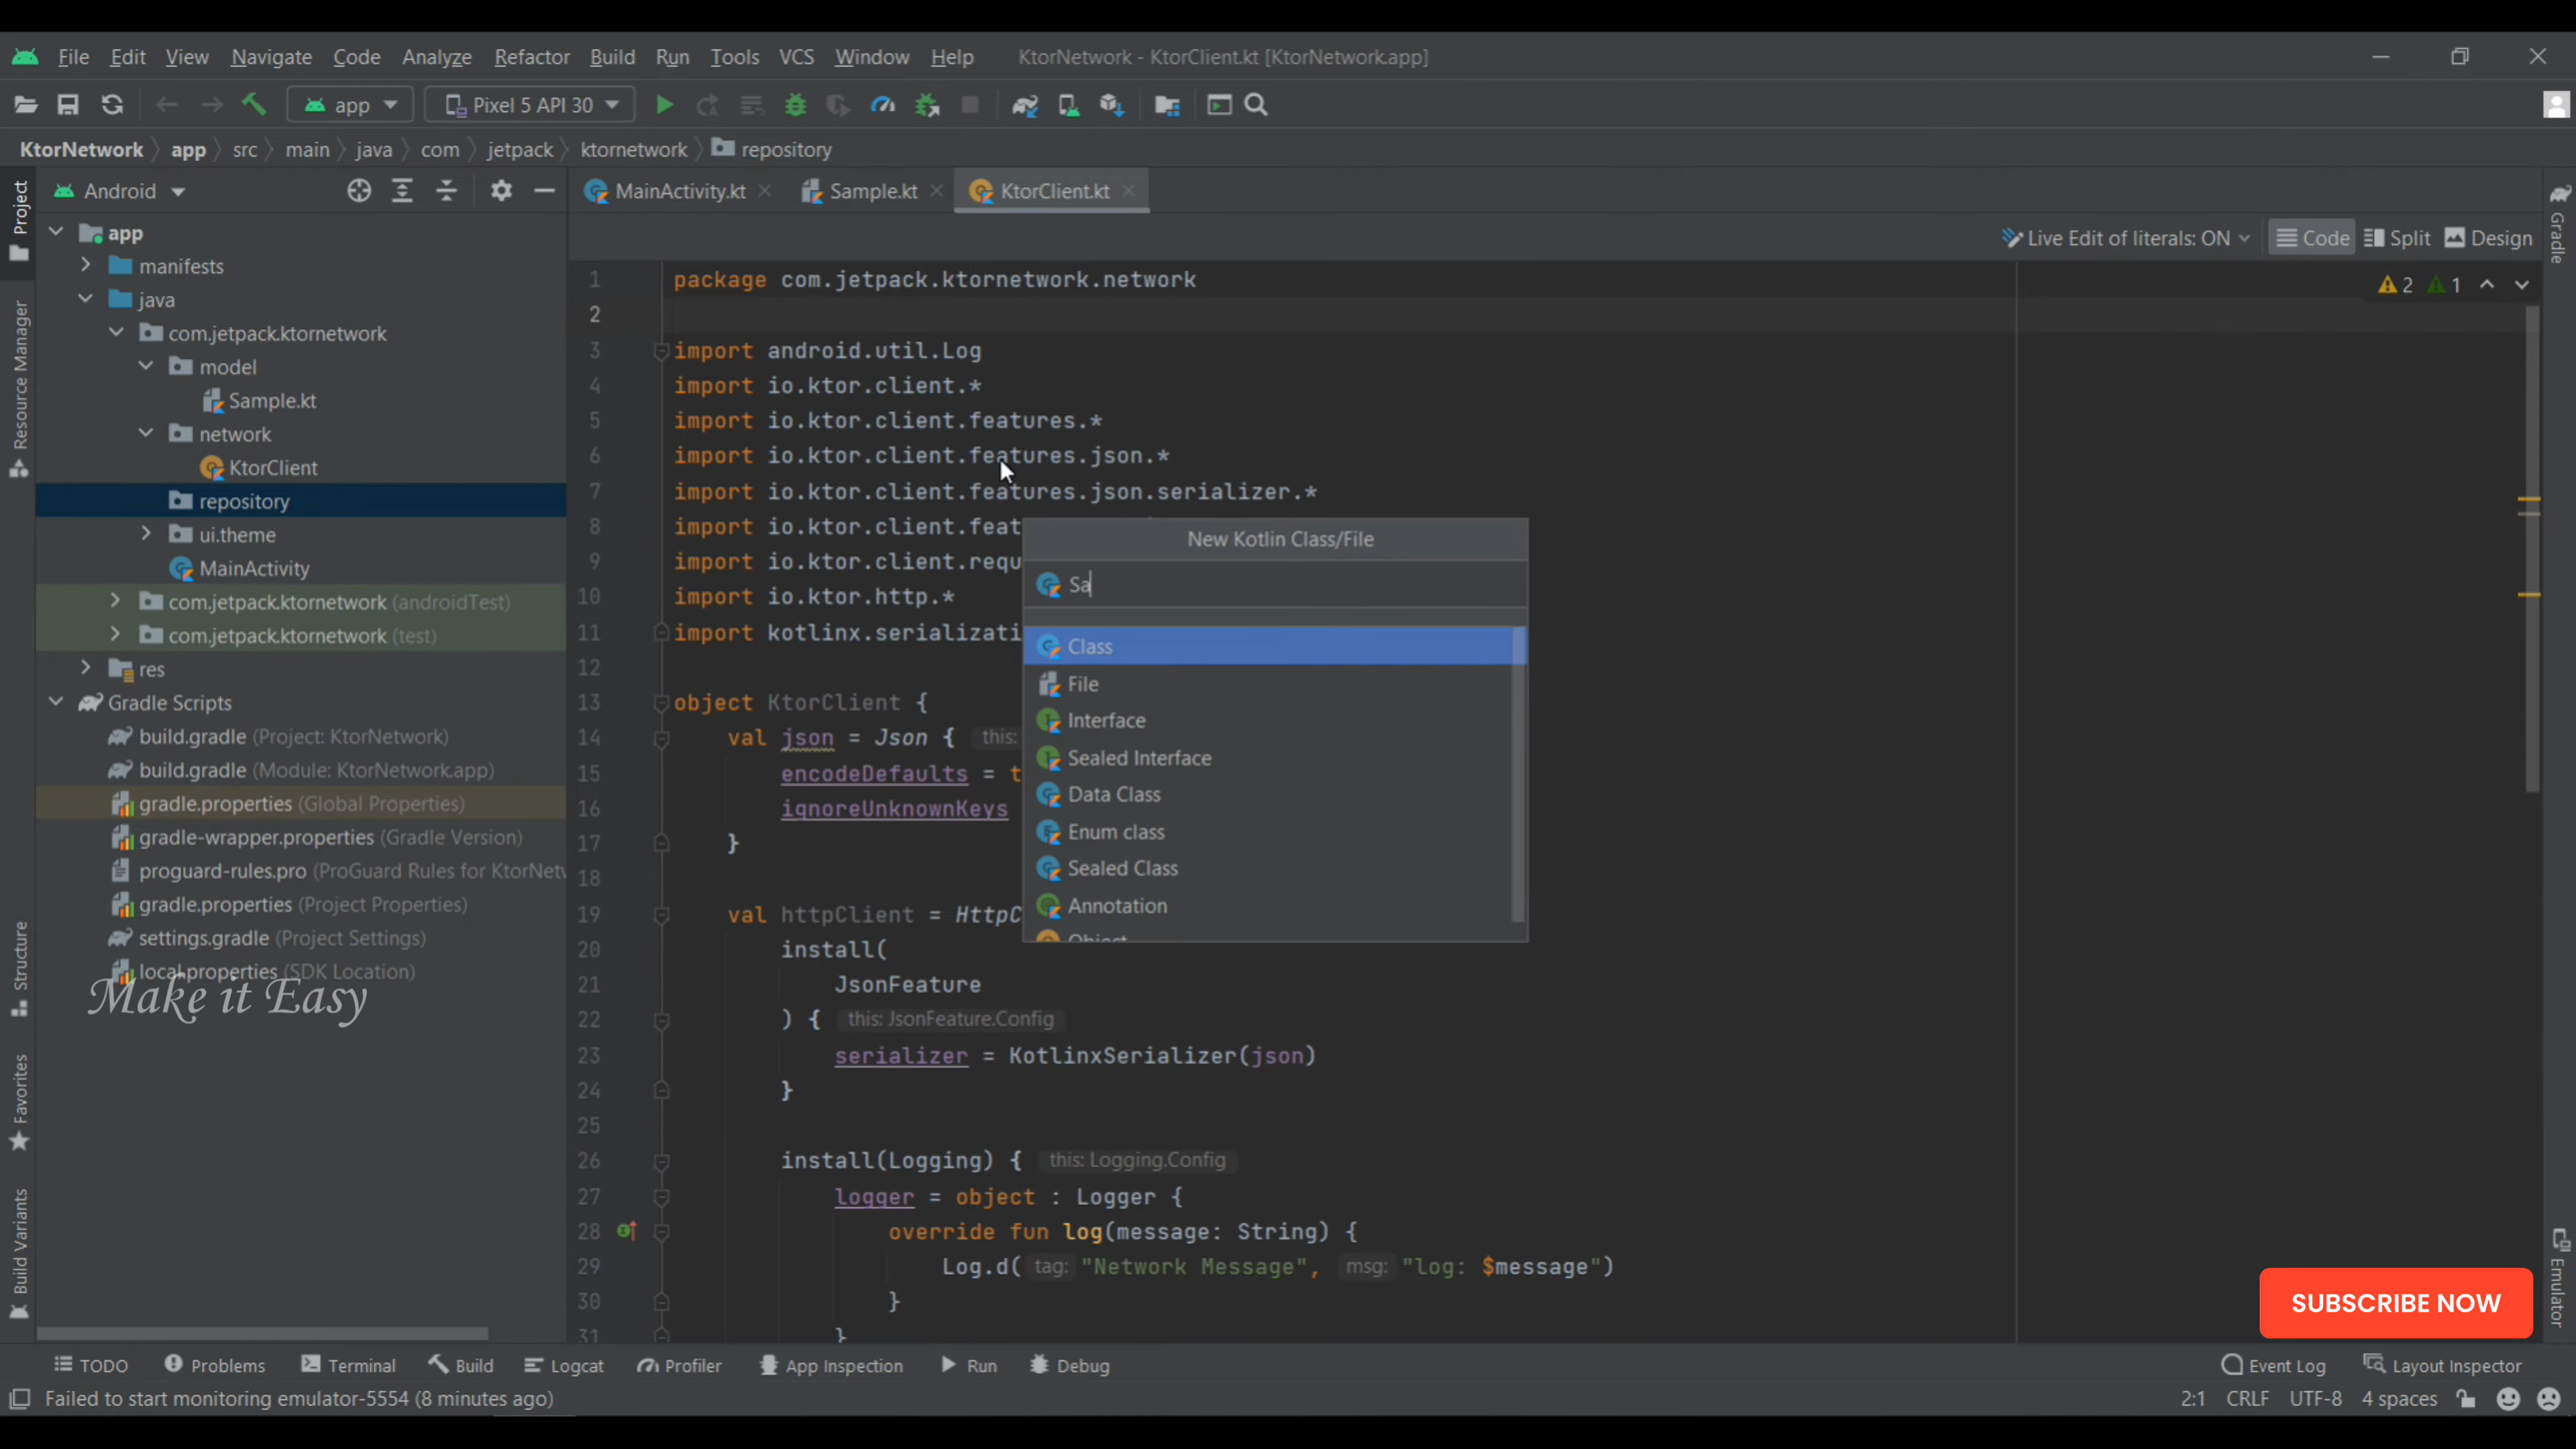 File Edit View Navigate Code Analyze Refactor Build Run Tools VCS Window Help KtorNetwork - KtorClient.kt [KtorNetwork.app]
app Pixel 5 API 30
KtorNetwork app src main java com jetpack ktornetwork repository
Project
Resource Manager
Structure
Favorites
Build Variants
Android
app
manifests
java
com.jetpack.ktornetwork
model
Sample.kt
network
KtorClient
repository
ui.theme
MainActivity
com.jetpack.ktornetwork (androidTest)
com.jetpack.ktornetwork (test)
res
Gradle Scripts
build.gradle (Project: KtorNetwork)
build.gradle (Module: KtorNetwork.app)
gradle.properties (Global Properties)
gradle-wrapper.properties (Gradle Version)
proguard-rules.pro (ProGuard Rules for KtorNetw
gradle.properties (Project Properties)
settings.gradle (Project Settings)
local.properties (SDK Location)
Make it Easy
MainActivity.kt Sample.kt KtorClient.kt
Live Edit of literals: ON Code Split Design
2 1
1 package com.jetpack.ktornetwork.network
2
3 import android.util.Log
4 import io.ktor.client.*
5 import io.ktor.client.features.*
6 import io.ktor.client.features.json.*
7 import io.ktor.client.features.json.serializer.*
8 import io.ktor.client.feat
9 import io.ktor.client.requ
10 import io.ktor.http.*
11 import kotlinx.serializati
12
13 object KtorClient {
14 val json = Json { this:
15 encodeDefaults = t
16 ignoreUnknownKeys
17 }
18
19 val httpClient = HttpC
20 install(
21 JsonFeature
22 ) { this: JsonFeature.Config
23 serializer = KotlinxSerializer(json)
24 }
25
26 install(Logging) { this: Logging.Config
27 logger = object : Logger {
28 override fun log(message: String) {
29 Log.d( tag: "Network Message", msg: "log: $message")
30 }
31 }
New Kotlin Class/File
Sa
Class
File
Interface
Sealed Interface
Data Class
Enum class
Sealed Class
Annotation
Object
Gradle
Emulator
SUBSCRIBE NOW
TODO Problems Terminal Build Logcat Profiler App Inspection Run Debug Event Log Layout Inspector
Failed to start monitoring emulator-5554 (8 minutes ago) 2:1 CRLF UTF-8 4 spaces